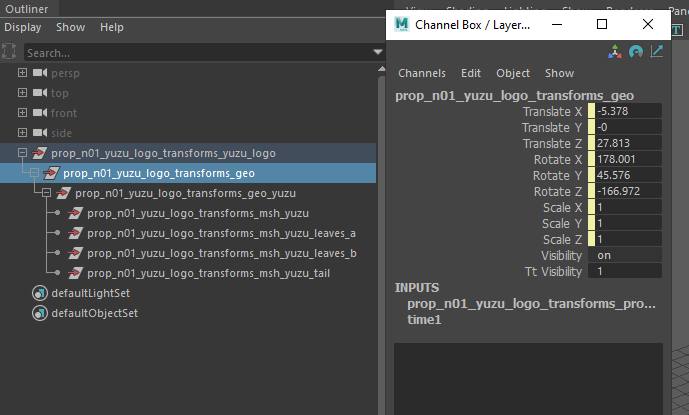 Outliner
Display Show Help
Search...
persp
top
front
side
prop_n01_yuzu_logo_transforms_yuzu_logo
prop_n01_yuzu_logo_transforms_geo
prop_n01_yuzu_logo_transforms_geo_yuzu
prop_n01_yuzu_logo_transforms_msh_yuzu
prop_n01_yuzu_logo_transforms_msh_yuzu_leaves_a
prop_n01_yuzu_logo_transforms_msh_yuzu_leaves_b
prop_n01_yuzu_logo_transforms_msh_yuzu_tail
defaultLightSet
defaultObjectSet
Channel Box / Layer...
Channels Edit Object Show
prop_n01_yuzu_logo_transforms_geo
Translate X -5.378
Translate Y -0
Translate Z 27.813
Rotate X 178.001
Rotate Y 45.576
Rotate Z -166.972
Scale X 1
Scale Y 1
Scale Z 1
Visibility on
Tt Visibility 1
INPUTS
prop_n01_yuzu_logo_transforms_pro...
time1